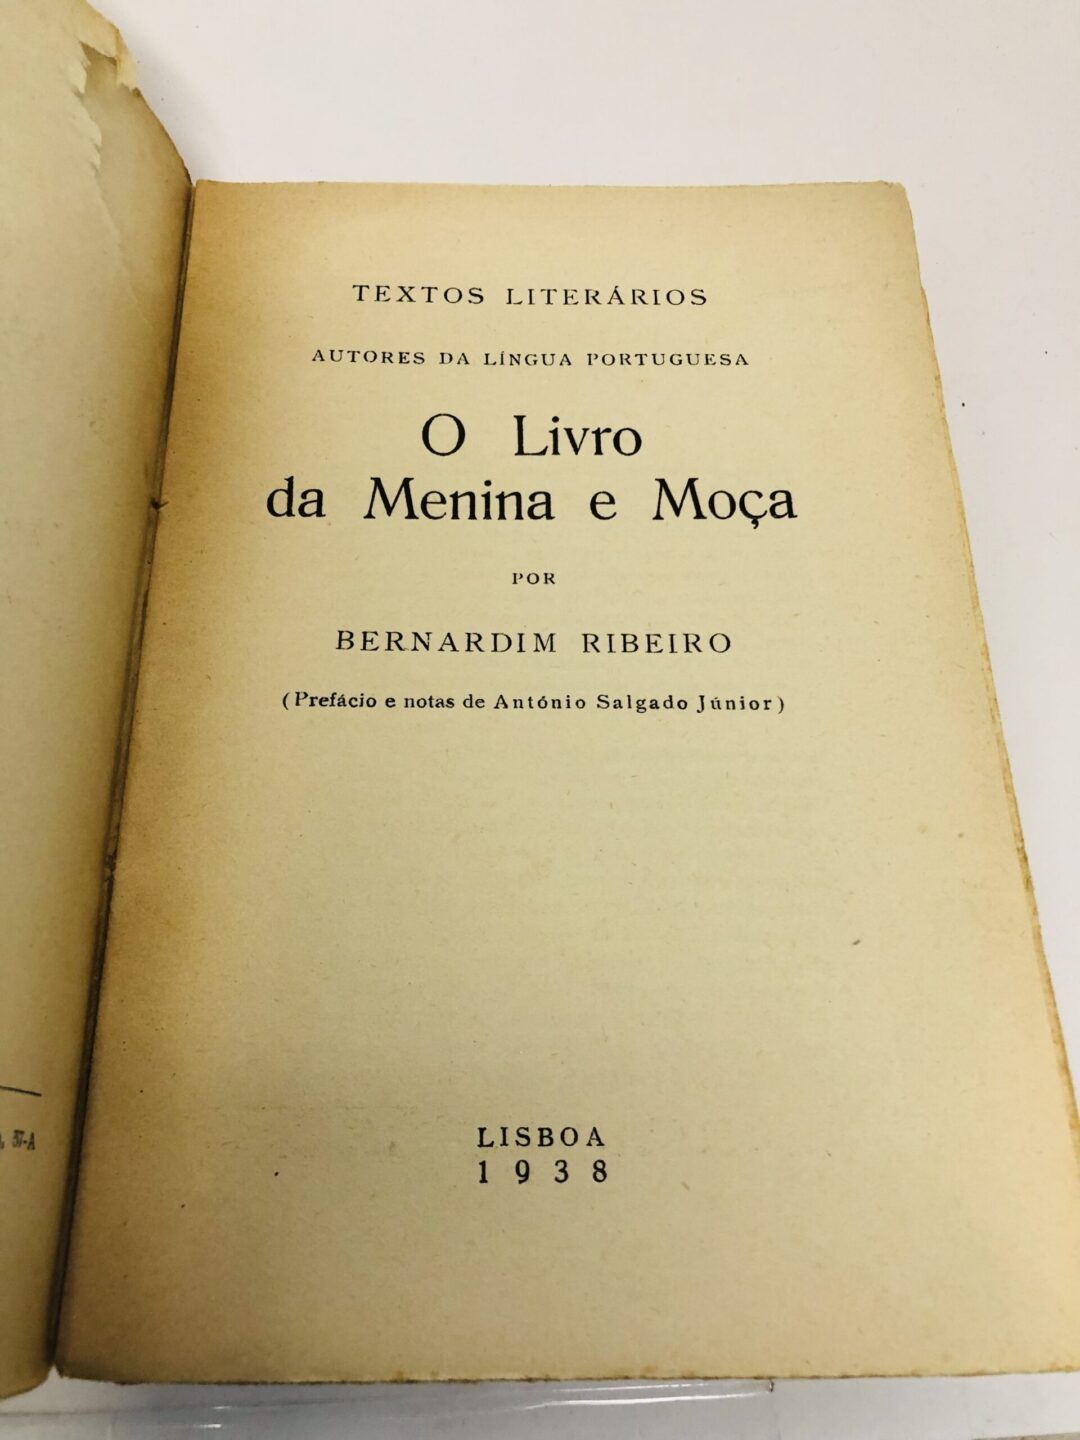 TEXTOS LITERÁRIOS
AUTORES DA LÍNGUA PORTUGUESA
O Livro
da Menina e Moça
POR
BERNARDIM RIBEIRO
(Prefácio e notas de António Salgado Júnior)
LISBOA
1938
37-A